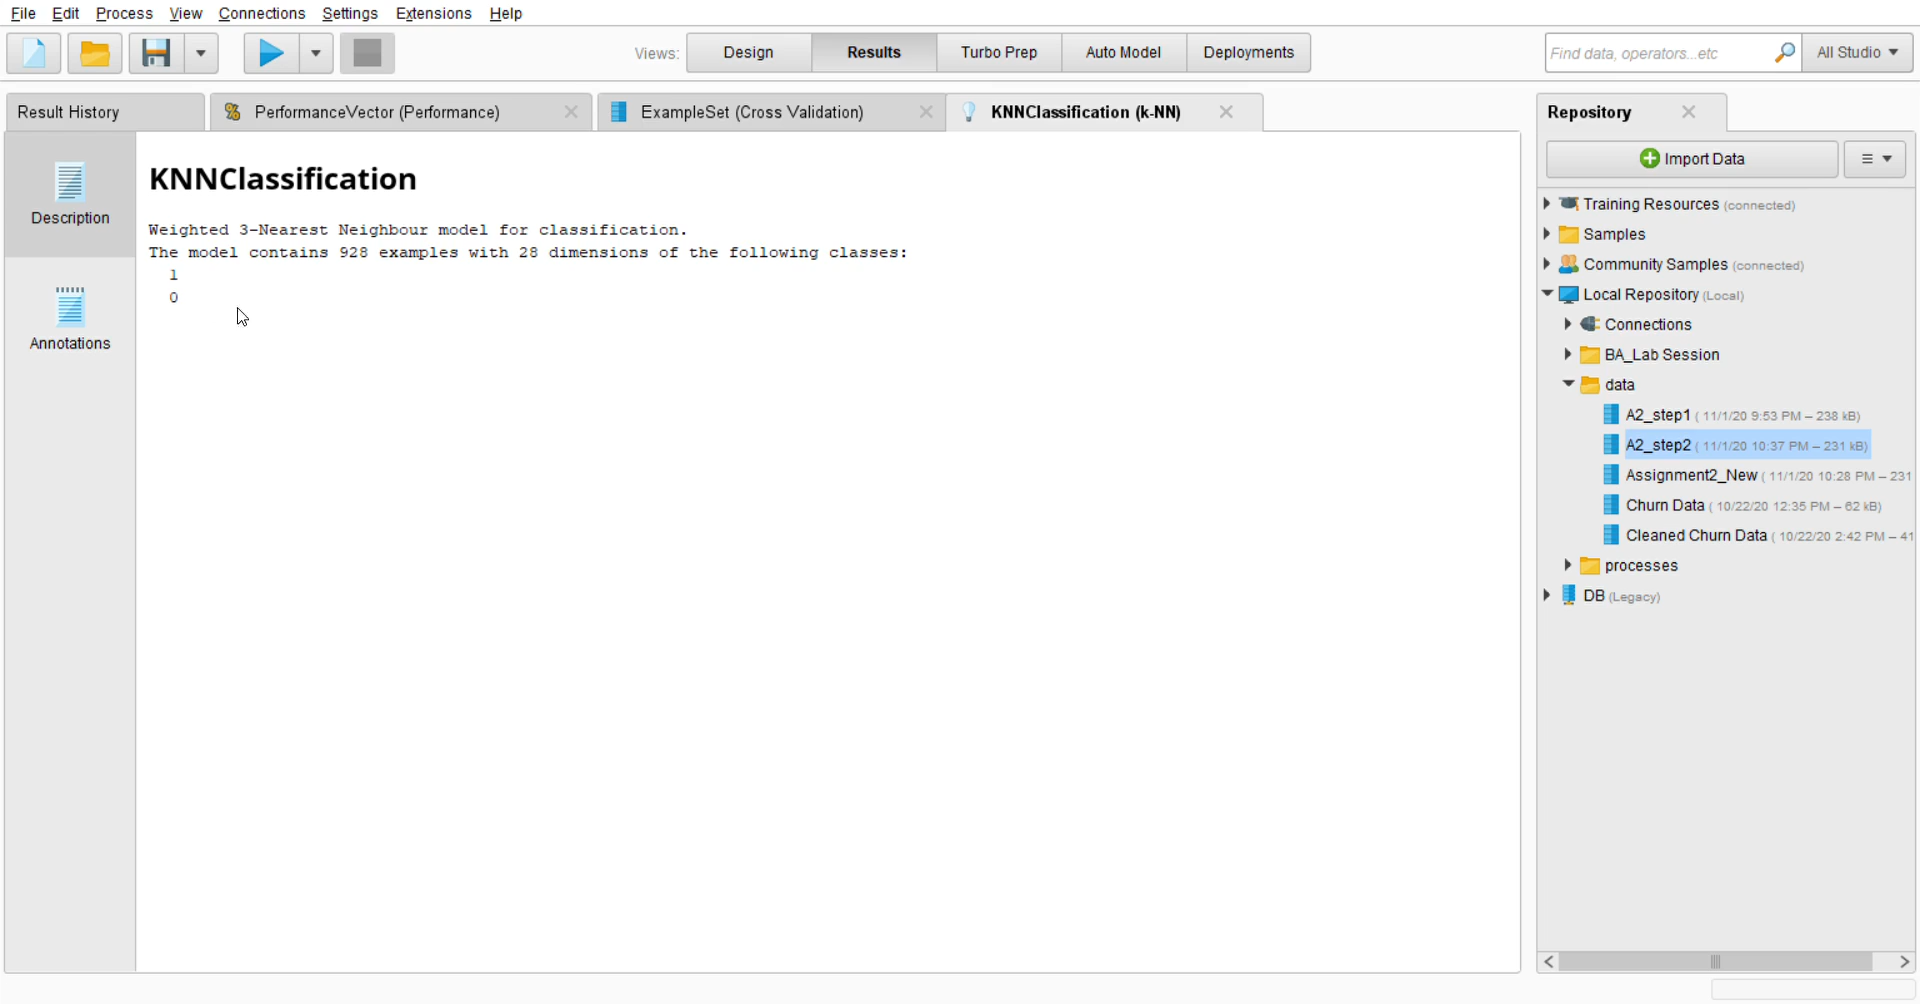 File Edit Process View Connections Settings Extensions Help
Views: Design Results Turbo Prep Auto Model Deployments
Find data, operators...etc All Studio
Result History PerformanceVector (Performance) ExampleSet (Cross Validation) KNNClassification (k-NN)
Description
Annotations
KNNClassification
Weighted 3-Nearest Neighbour model for classification.
The model contains 928 examples with 28 dimensions of the following classes:
1
0
Repository
Import Data
Training Resources (connected)
Samples
Community Samples (connected)
Local Repository (Local)
Connections
BA_Lab Session
data
A2_step1 ( 11/1/20 9:53 PM – 238 kB)
A2_step2 ( 11/1/20 10:37 PM – 231 kB)
Assignment2_New ( 11/1/20 10:28 PM – 231
Churn Data ( 10/22/20 12:35 PM – 62 kB)
Cleaned Churn Data ( 10/22/20 2:42 PM – 41
processes
DB (Legacy)